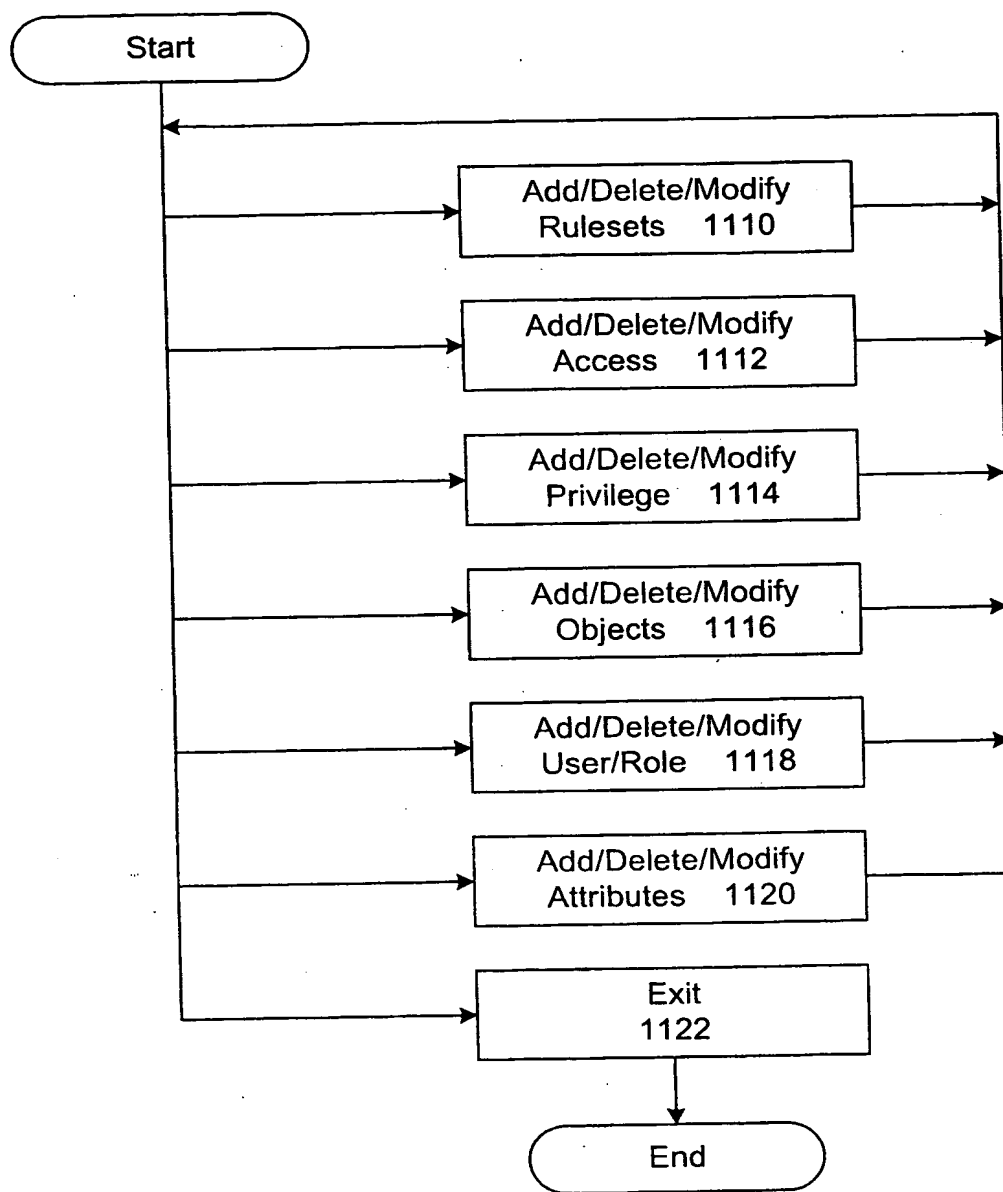 Start
Add/Delete/Modify
Rulesets 1110
Add/Delete/Modify
Access 1112
Add/Delete/Modify
Privilege 1114
Add/Delete/Modify
Objects 1116
Add/Delete/Modify
User/Role 1118
Add/Delete/Modify
Attributes 1120
Exit
1122
End